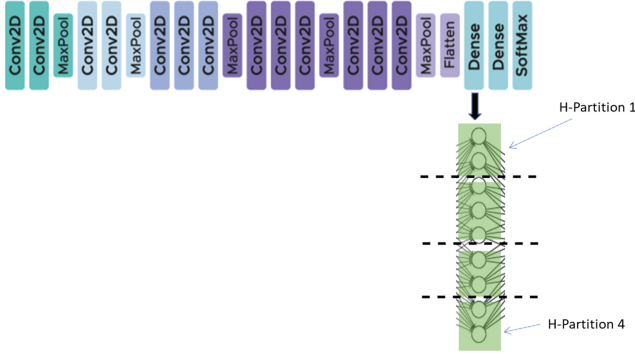 Conv2D
Conv2D
MaxPool
Conv2D
Conv2D
MaxPool
Conv2D
Conv2D
Conv2D
MaxPool
Conv2D
Conv2D
Conv2D
MaxPool
Conv2D
Conv2D
Conv2D
MaxPool
Flatten
Dense
Dense
SoftMax
H-Partition 1
H-Partition 4